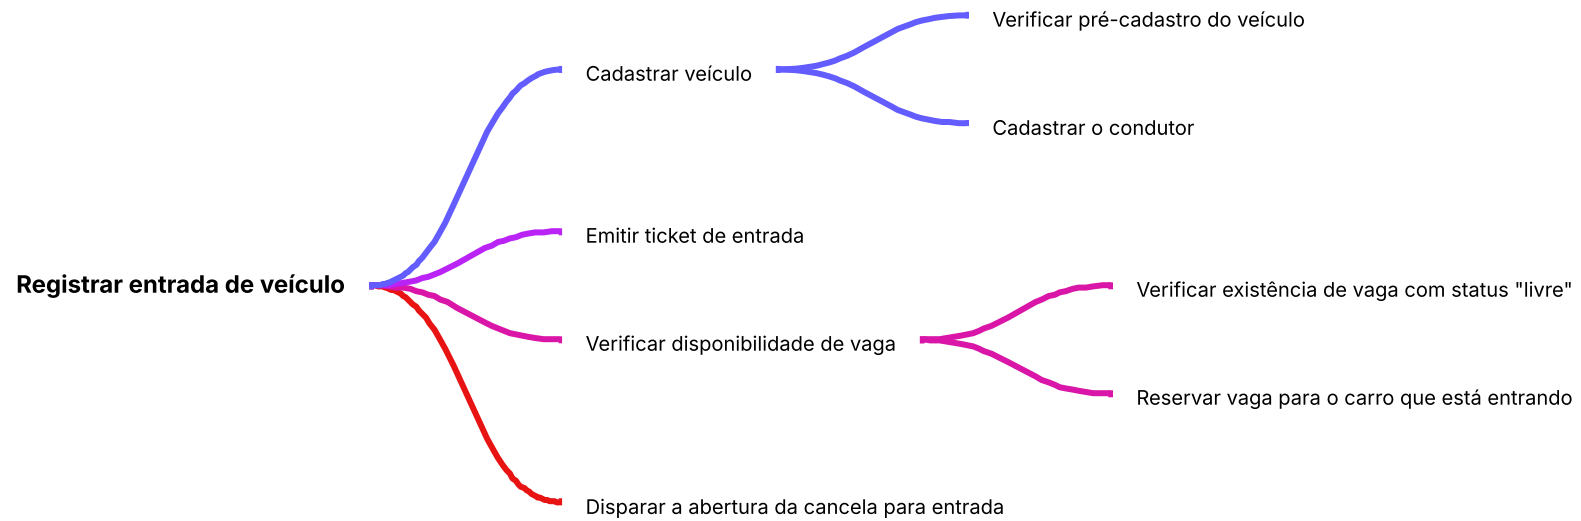 Registrar entrada de veículo
Cadastrar veículo
Verificar pré-cadastro do veículo
Cadastrar o condutor
Emitir ticket de entrada
Verificar disponibilidade de vaga
Verificar existência de vaga com status "livre"
Reservar vaga para o carro que está entrando
Disparar a abertura da cancela para entrada